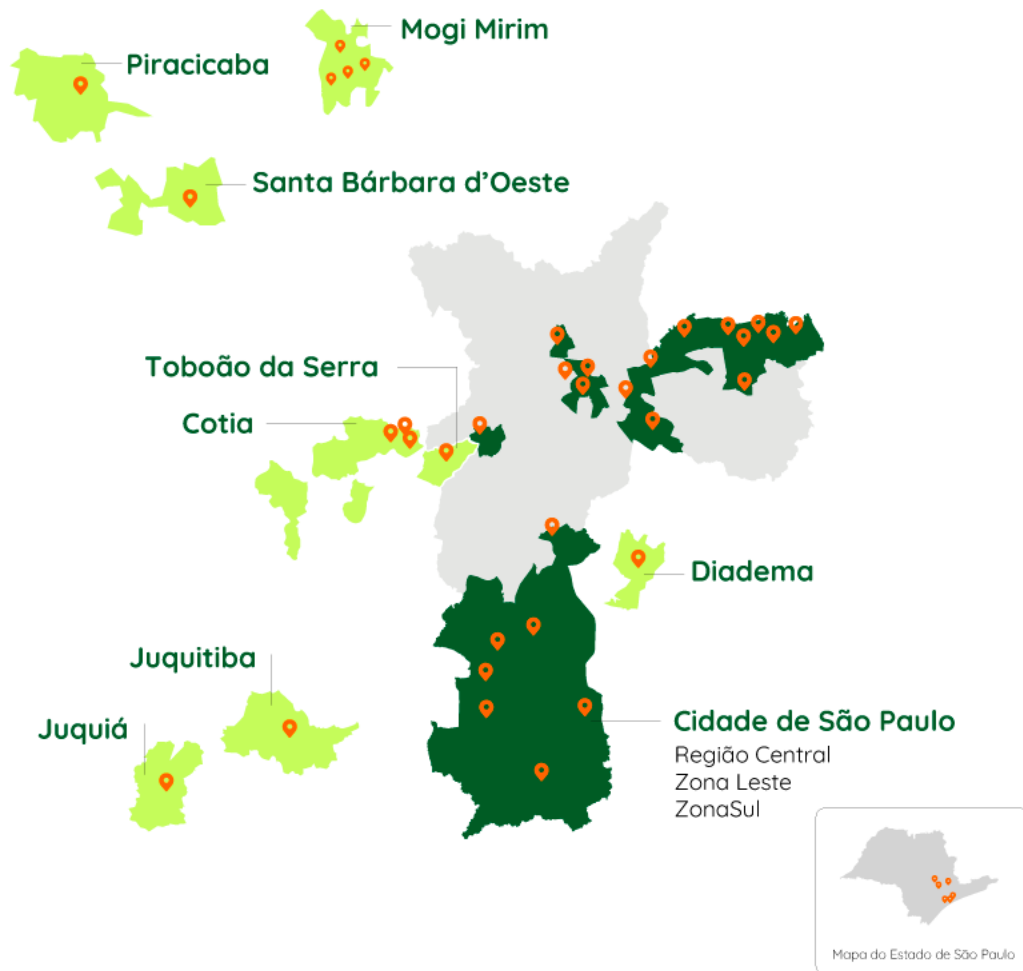 Mogi Mirim
Piracicaba
Santa Bárbara d’Oeste
Toboão da Serra
Cotia
Diadema
Juquitiba
Juquiá
Cidade de São Paulo
Região Central
Zona Leste
ZonaSul
Mapa do Estado de São Paulo